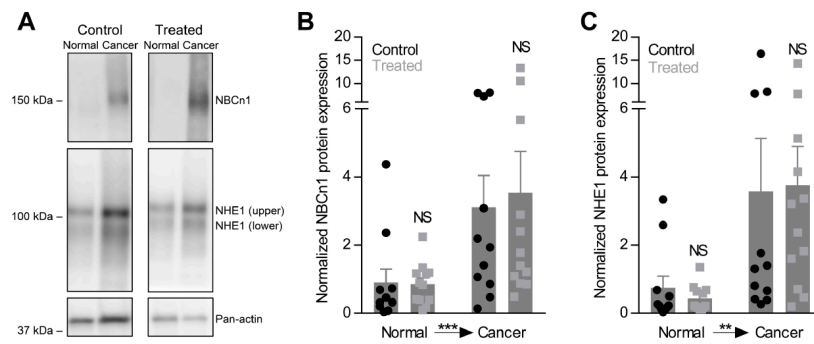 A
Control Treated
Normal Cancer Normal Cancer
150 kDa
NBCn1
100 kDa
NHE1 (upper)
NHE1 (lower)
37 kDa
Pan-actin
B
Normalized NBCn1 protein expression
20
15
10
6
4
2
0
Control
Treated
NS
NS
Normal *** Cancer
C
Normalized NHE1 protein expression
20
15
10
6
4
2
0
Control
Treated
NS
NS
Normal ** Cancer